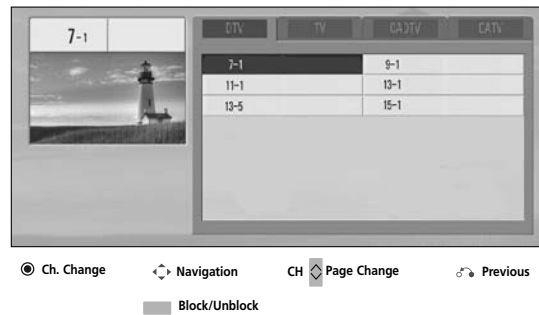 7-1
DTV TV CADTV CATV
7-1 9-1
11-1 13-1
13-5 15-1
Ch. Change Navigation CH Page Change Previous
Block/Unblock